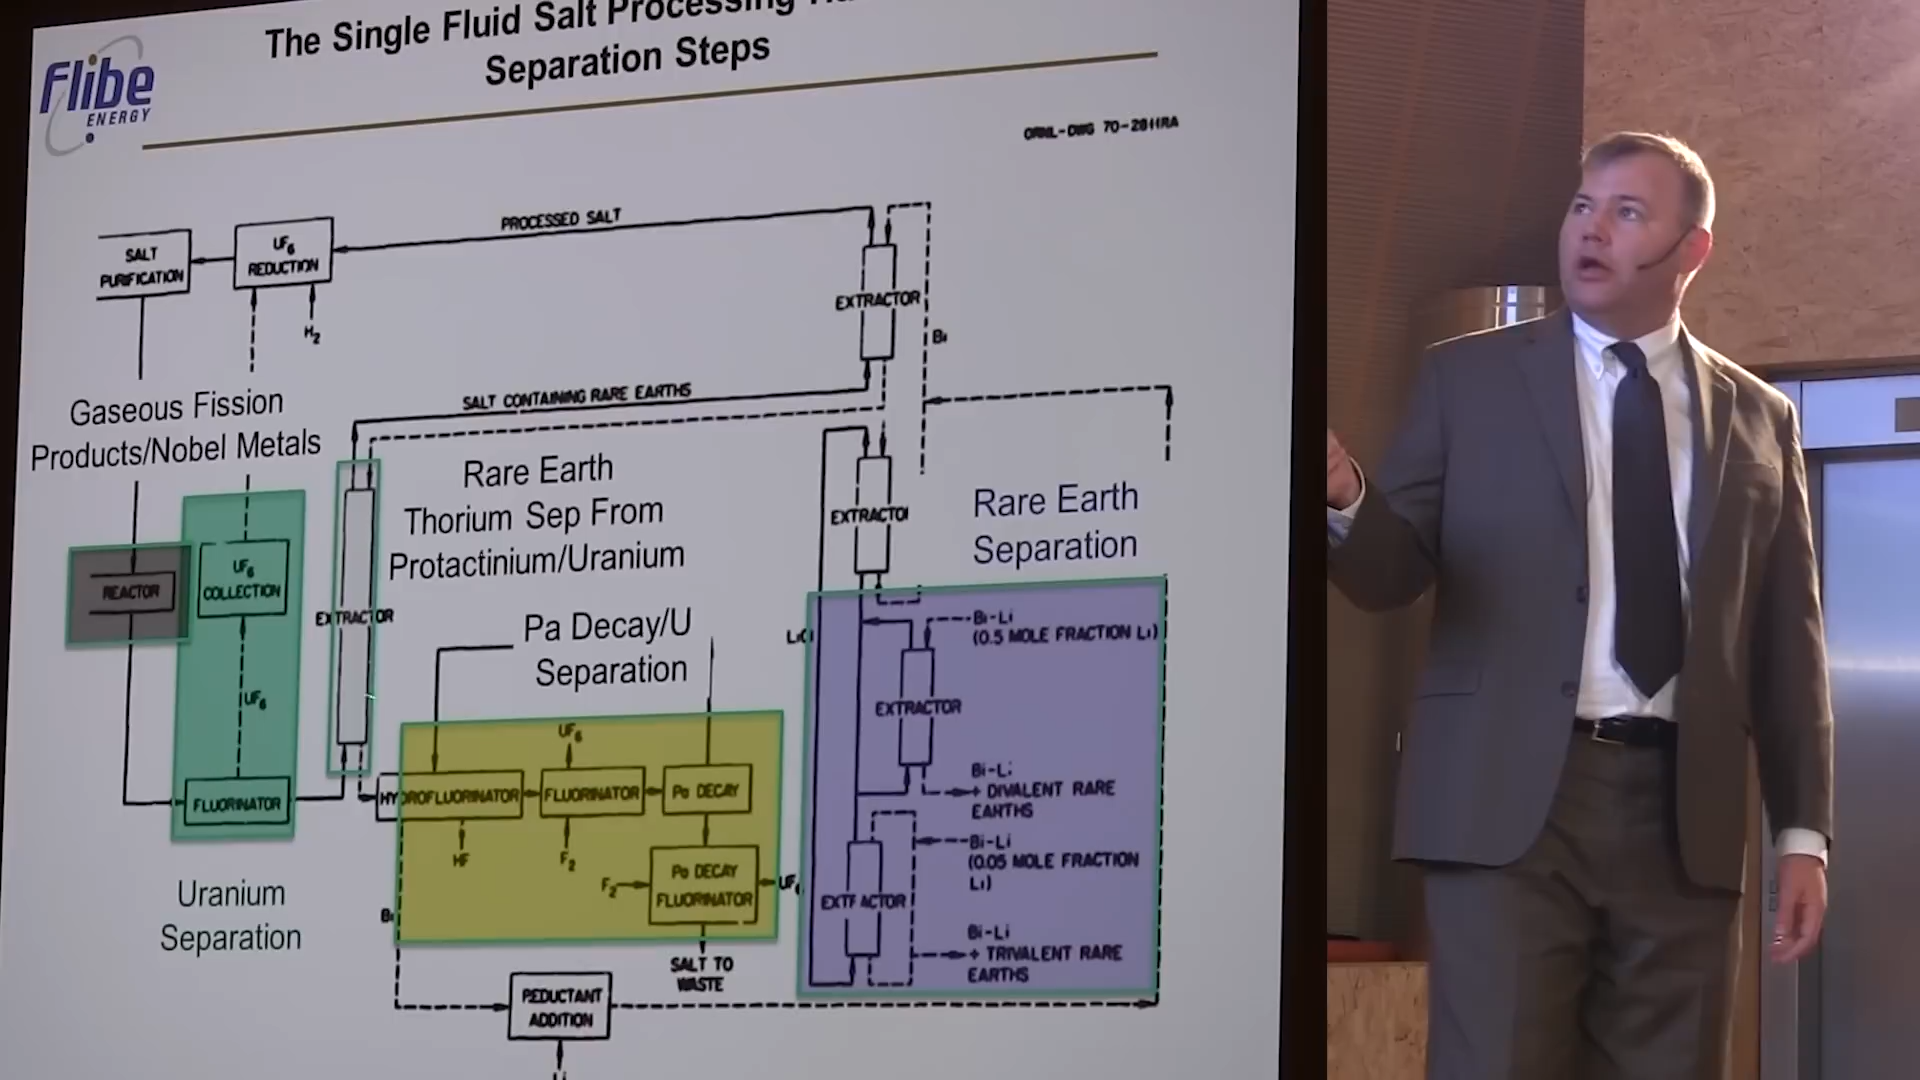 The Single Fluid Salt Processing
Separation Steps
Flibe
ENERGY
ORNL-DWG 70-2811RA
PROCESSED SALT
SALT
PURIFICATION
UF6
REDUCTION
H2
EXTRACTOR
Bi
SALT CONTAINING RARE EARTHS
Gaseous Fission
Products/Nobel Metals
Rare Earth
Thorium Sep From
Protactinium/Uranium
EXTRACTO
Rare Earth
Separation
REACTOR
UF6
COLLECTION
EXTRACTOR
UF6
FLUORINATOR
Uranium
Separation
Pa Decay/U
Separation
UF6
HYDROFLUORINATOR
FLUORINATOR
Pa DECAY
HF
F2
F2
Pa DECAY
FLUORINATOR
UF6
SALT TO
WASTE
Bi
REDUCTANT
ADDITION
Li
LiCl
Bi-Li
(0.5 MOLE FRACTION Li)
EXTRACTOR
Bi-Li
+ DIVALENT RARE
EARTHS
Bi-Li
(0.05 MOLE FRACTION
Li)
EXTRACTOR
Bi-Li
+ TRIVALENT RARE
EARTHS